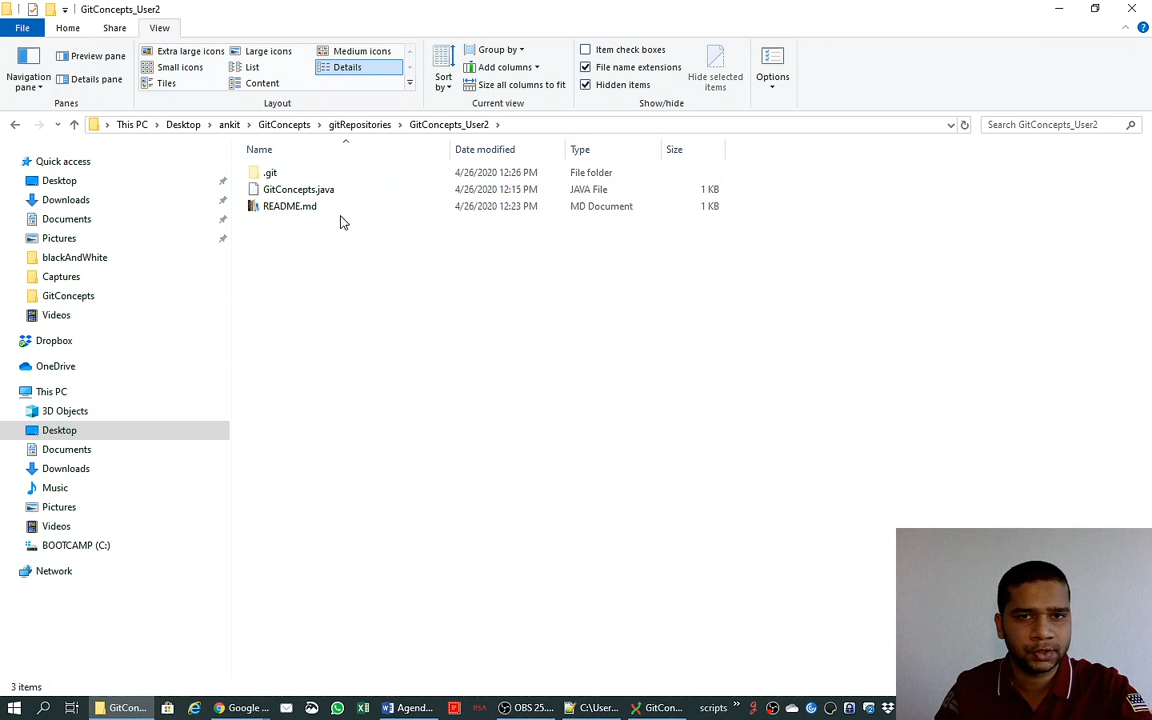 GitConcepts_User2
File Home Share View
Navigation pane
Preview pane
Details pane
Panes
Extra large icons Large icons Medium icons
Small icons List Details
Tiles Content
Layout
Sort by
Group by
Add columns
Size all columns to fit
Current view
Item check boxes
File name extensions
Hidden items
Hide selected items
Show/hide
Options
This PC > Desktop > ankit > GitConcepts > gitRepositories > GitConcepts_User2 >
Search GitConcepts_User2
Name Date modified Type Size
.git 4/26/2020 12:26 PM File folder
GitConcepts.java 4/26/2020 12:15 PM JAVA File 1 KB
README.md 4/26/2020 12:23 PM MD Document 1 KB
Quick access
Desktop
Downloads
Documents
Pictures
blackAndWhite
Captures
GitConcepts
Videos
Dropbox
OneDrive
This PC
3D Objects
Desktop
Documents
Downloads
Music
Pictures
Videos
BOOTCAMP (C:)
Network
3 items
GitCon... Google ... Agend... OBS 25.... C:\User... GitCon... scripts